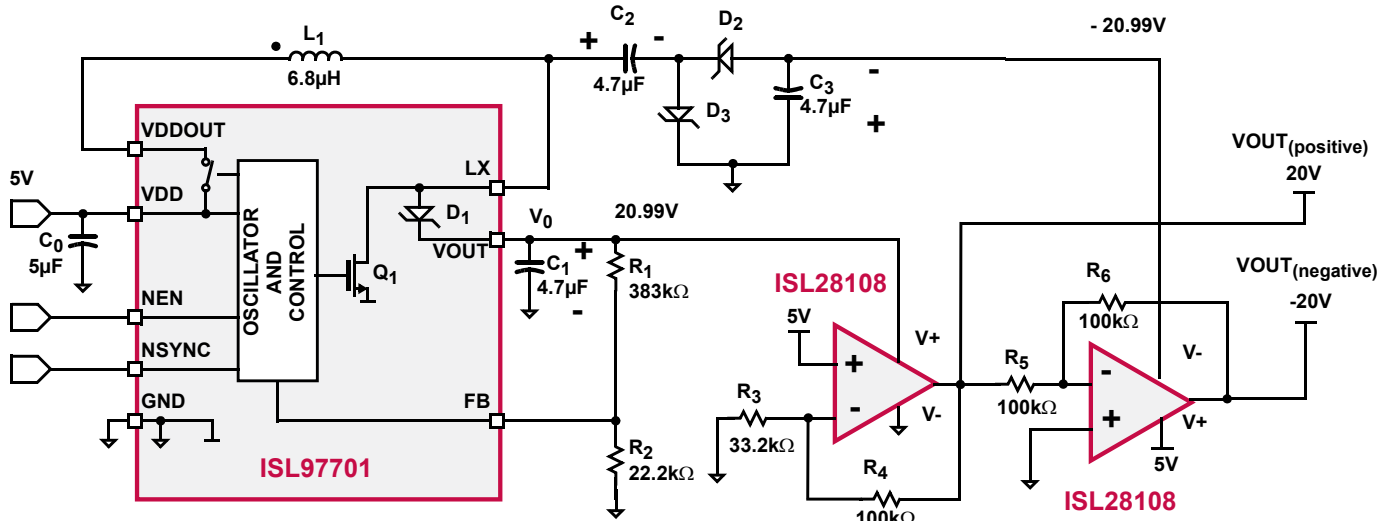 L1
6.8µH
C2
+
-
4.7µF
D2
- 20.99V
D3
C3
4.7µF
-
+
VDDOUT
5V
VDD
C0
5µF
OSCILLATOR
AND
CONTROL
LX
D1
Q1
V0
20.99V
VOUT
+
C1
4.7µF
-
R1
383kΩ
NEN
NSYNC
GND
FB
R2
22.2kΩ
ISL97701
ISL28108
5V
+
-
V+
V-
R3
33.2kΩ
R4
100kΩ
VOUT(positive)
20V
VOUT(negative)
-20V
R6
100kΩ
R5
100kΩ
-
+
V-
V+
5V
ISL28108